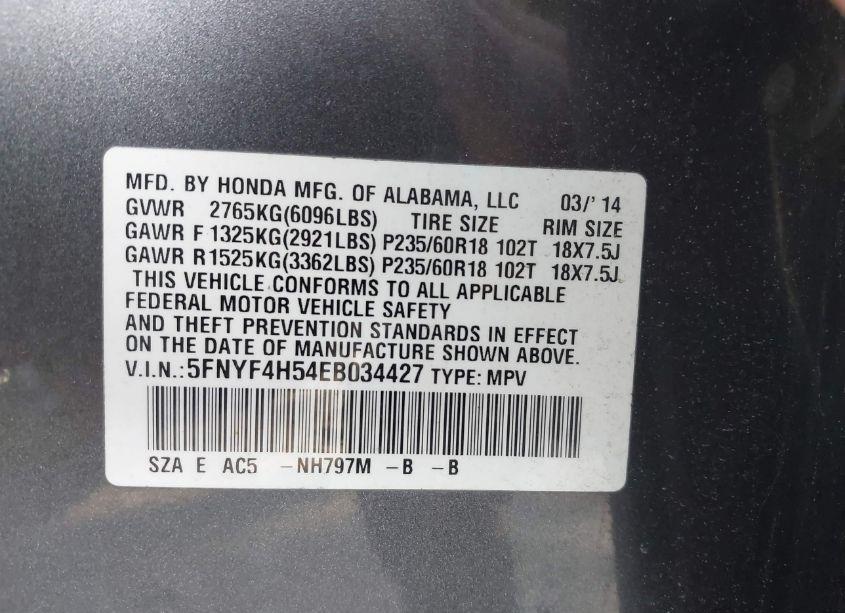 MFD. BY HONDA MFG. OF ALABAMA, LLC 03/' 14
GVWR 2765KG(6096LBS) TIRE SIZE RIM SIZE
GAWR F 1325KG(2921LBS) P235/60R18 102T 18X7.5J
GAWR R1525KG(3362LBS) P235/60R18 102T 18X7.5J
THIS VEHICLE CONFORMS TO ALL APPLICABLE
FEDERAL MOTOR VEHICLE SAFETY
AND THEFT PREVENTION STANDARDS IN EFFECT
ON THE DATE OF MANUFACTURE SHOWN ABOVE.
V.I.N.:5FNYF4H54EB034427 TYPE: MPV
SZA E AC5 -NH797M -B -B